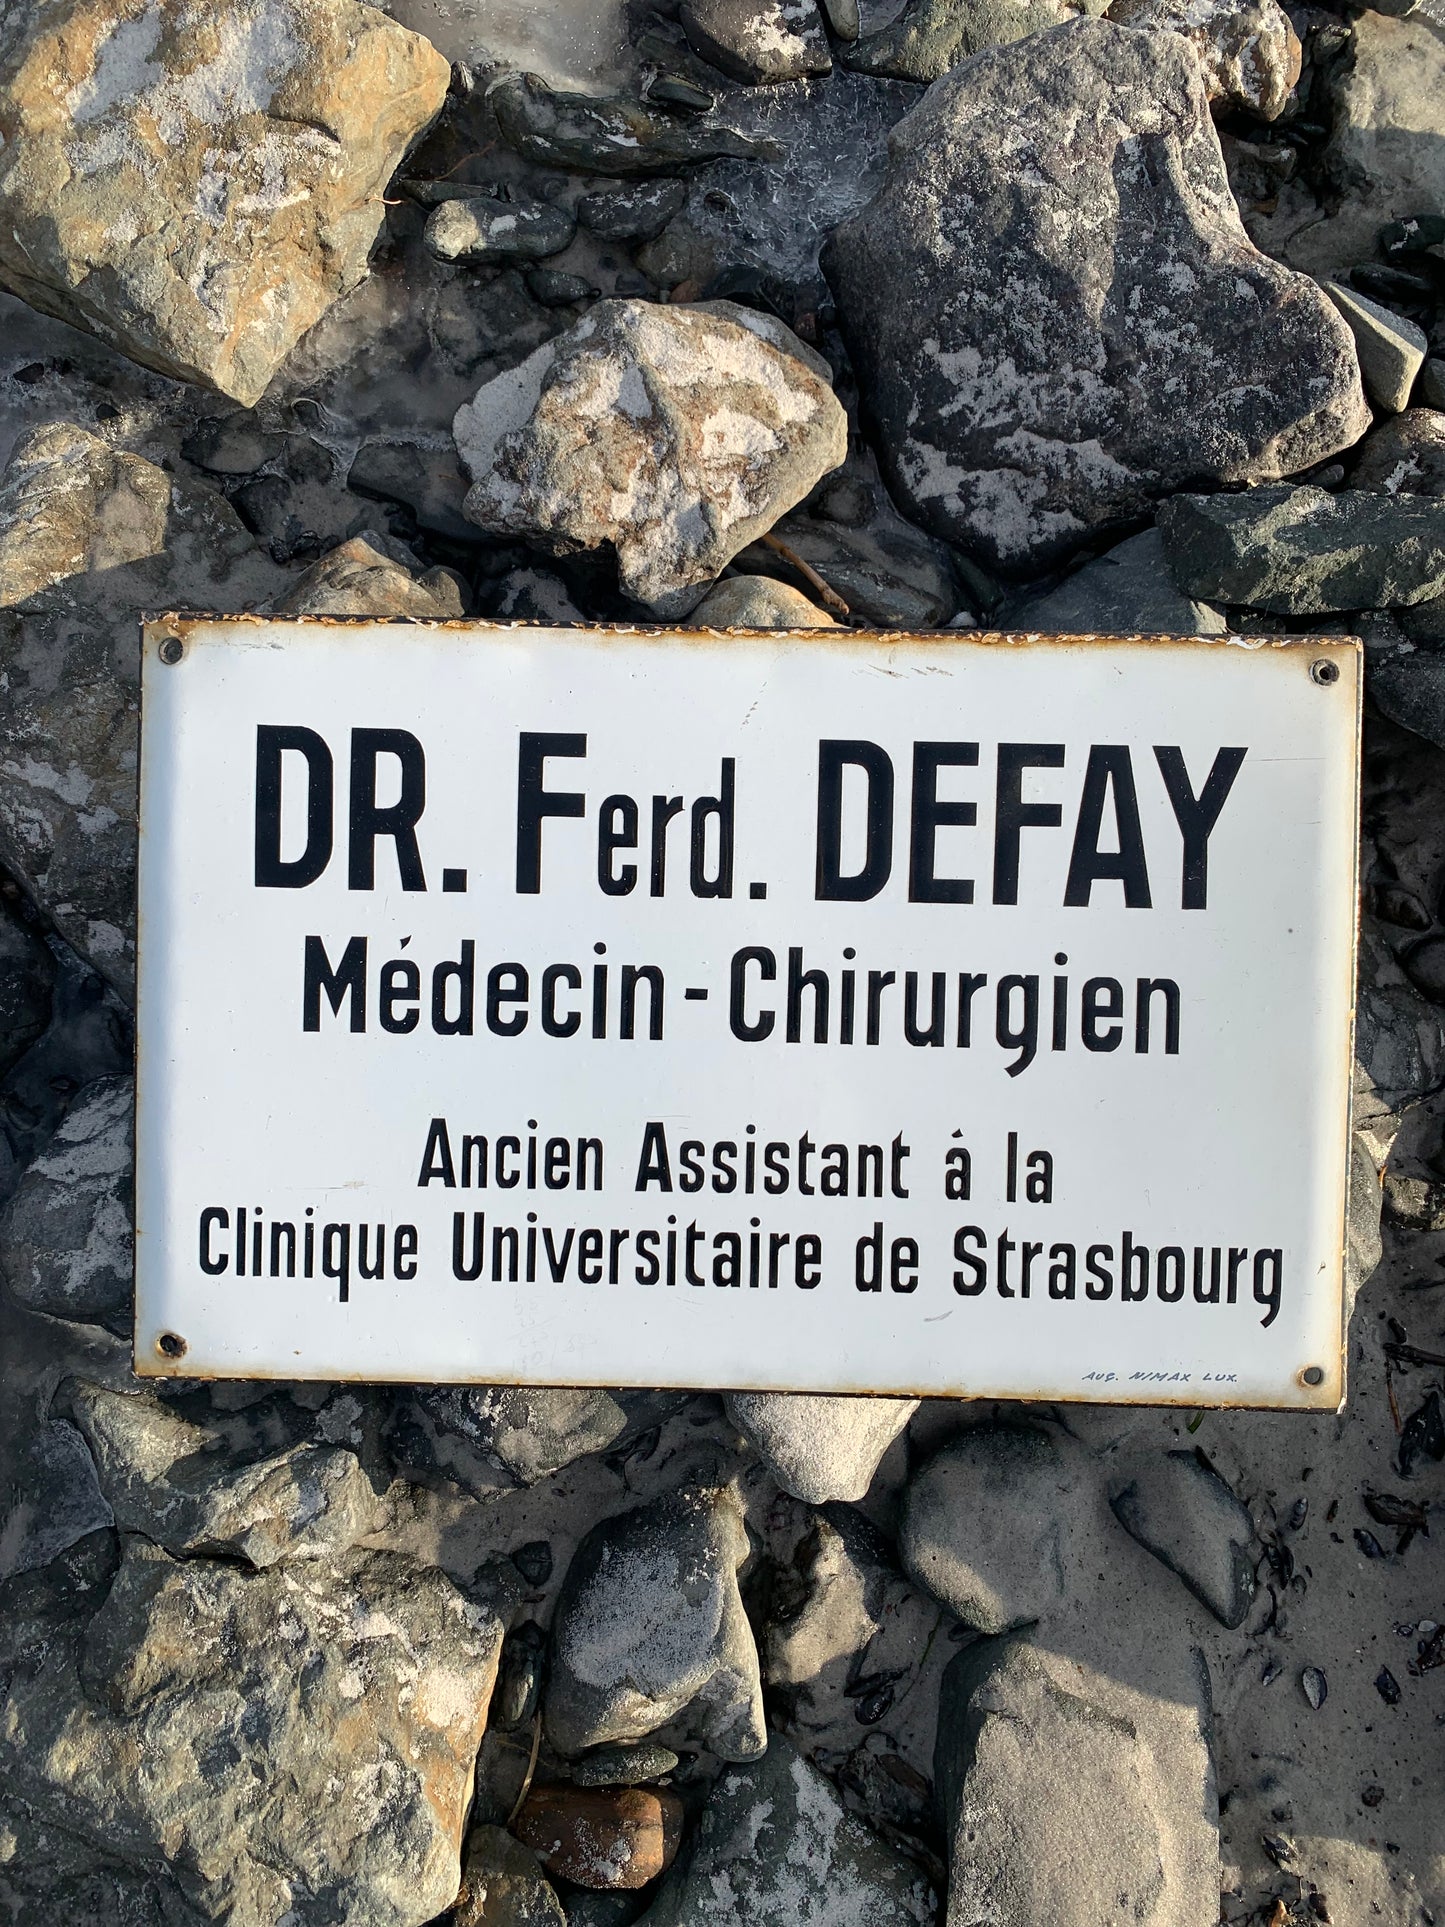 DR. Ferd. DEFAY
Médecin-Chirurgien
Ancien Assistant à la
Clinique Universitaire de Strasbourg
AUG. NIMAX LUX.